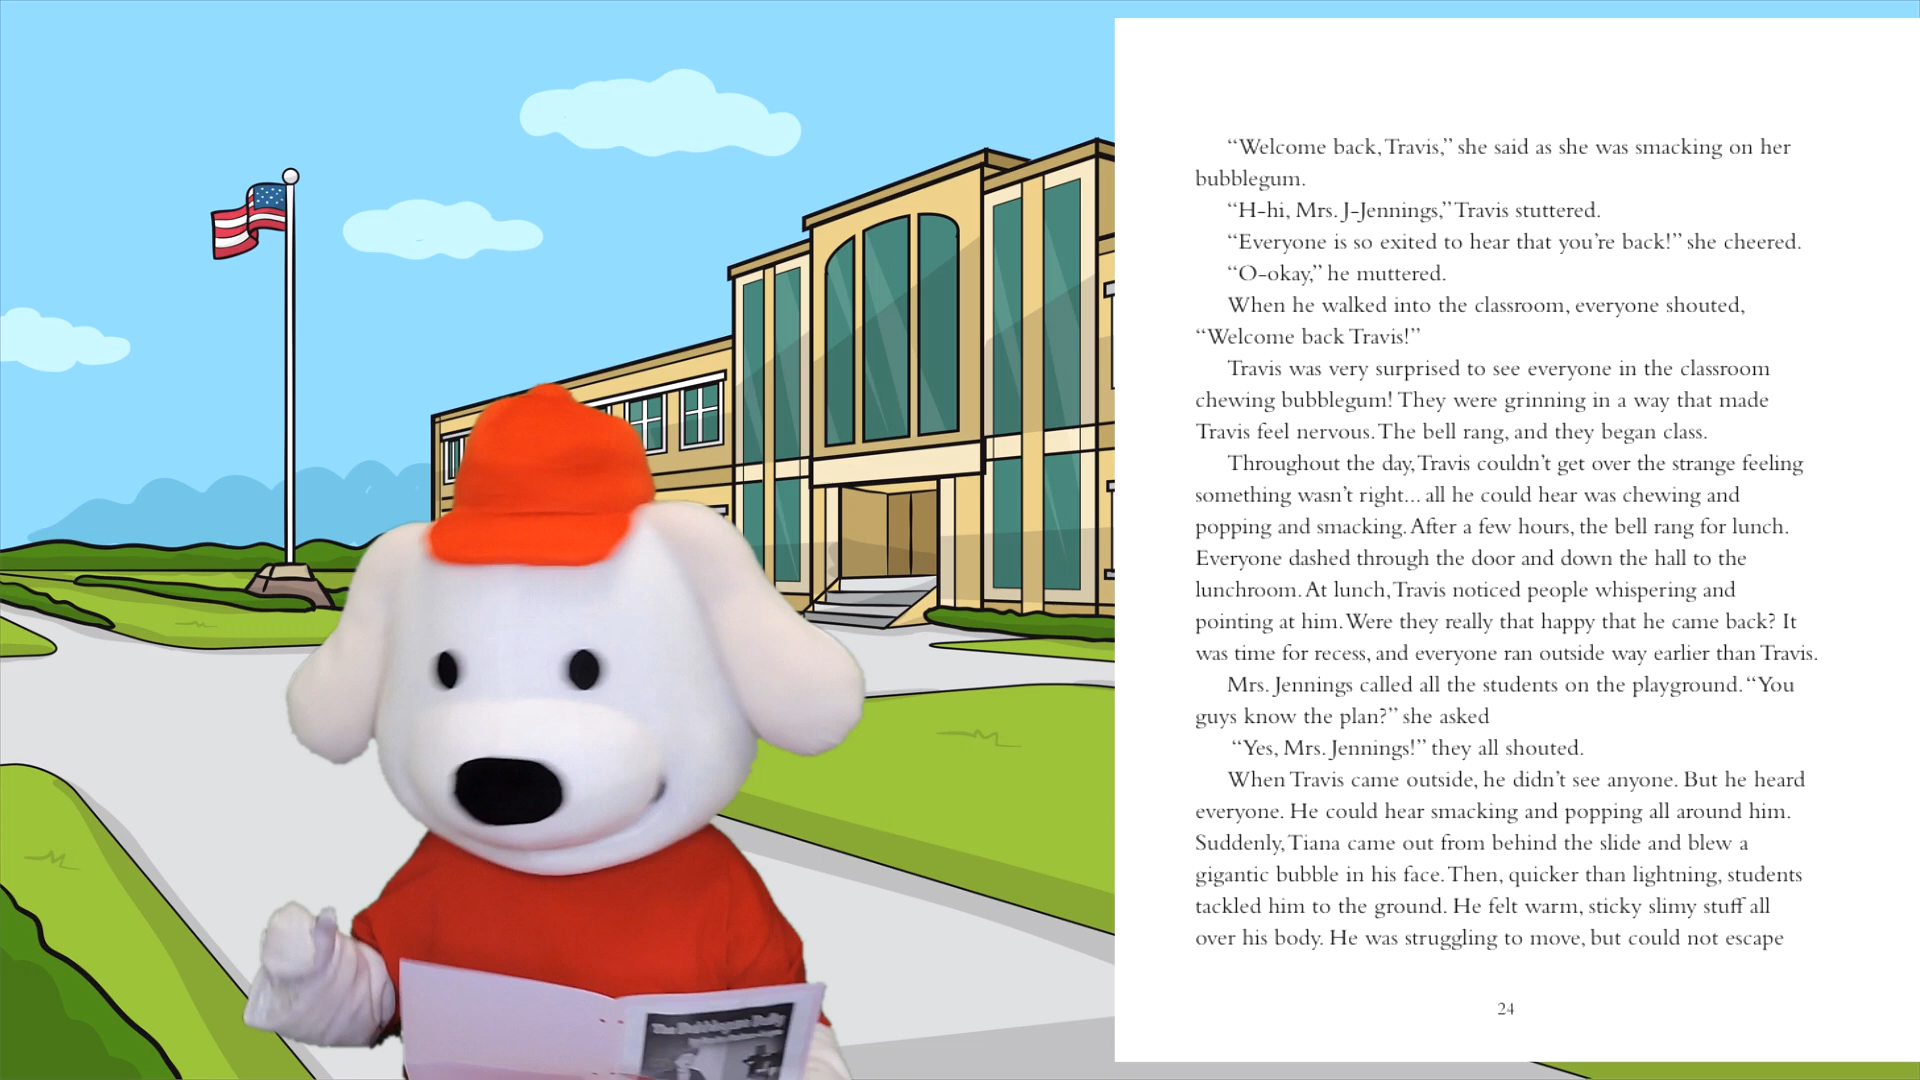 “Welcome back, Travis,” she said as she was smacking on her
bubblegum.
“H-hi, Mrs. J-Jennings,” Travis stuttered.
“Everyone is so exited to hear that you’re back!” she cheered.
“O-okay,” he muttered.
When he walked into the classroom, everyone shouted,
“Welcome back Travis!”
Travis was very surprised to see everyone in the classroom
chewing bubblegum! They were grinning in a way that made
Travis feel nervous. The bell rang, and they began class.
Throughout the day, Travis couldn’t get over the strange feeling
something wasn’t right... all he could hear was chewing and
popping and smacking. After a few hours, the bell rang for lunch.
Everyone dashed through the door and down the hall to the
lunchroom. At lunch, Travis noticed people whispering and
pointing at him. Were they really that happy that he came back? It
was time for recess, and everyone ran outside way earlier than Travis.
Mrs. Jennings called all the students on the playground. “You
guys know the plan?” she asked
“Yes, Mrs. Jennings!” they all shouted.
When Travis came outside, he didn’t see anyone. But he heard
everyone. He could hear smacking and popping all around him.
Suddenly, Tiana came out from behind the slide and blew a
gigantic bubble in his face. Then, quicker than lightning, students
tackled him to the ground. He felt warm, sticky slimy stuff all
over his body. He was struggling to move, but could not escape
24
The Bubblegum Bully